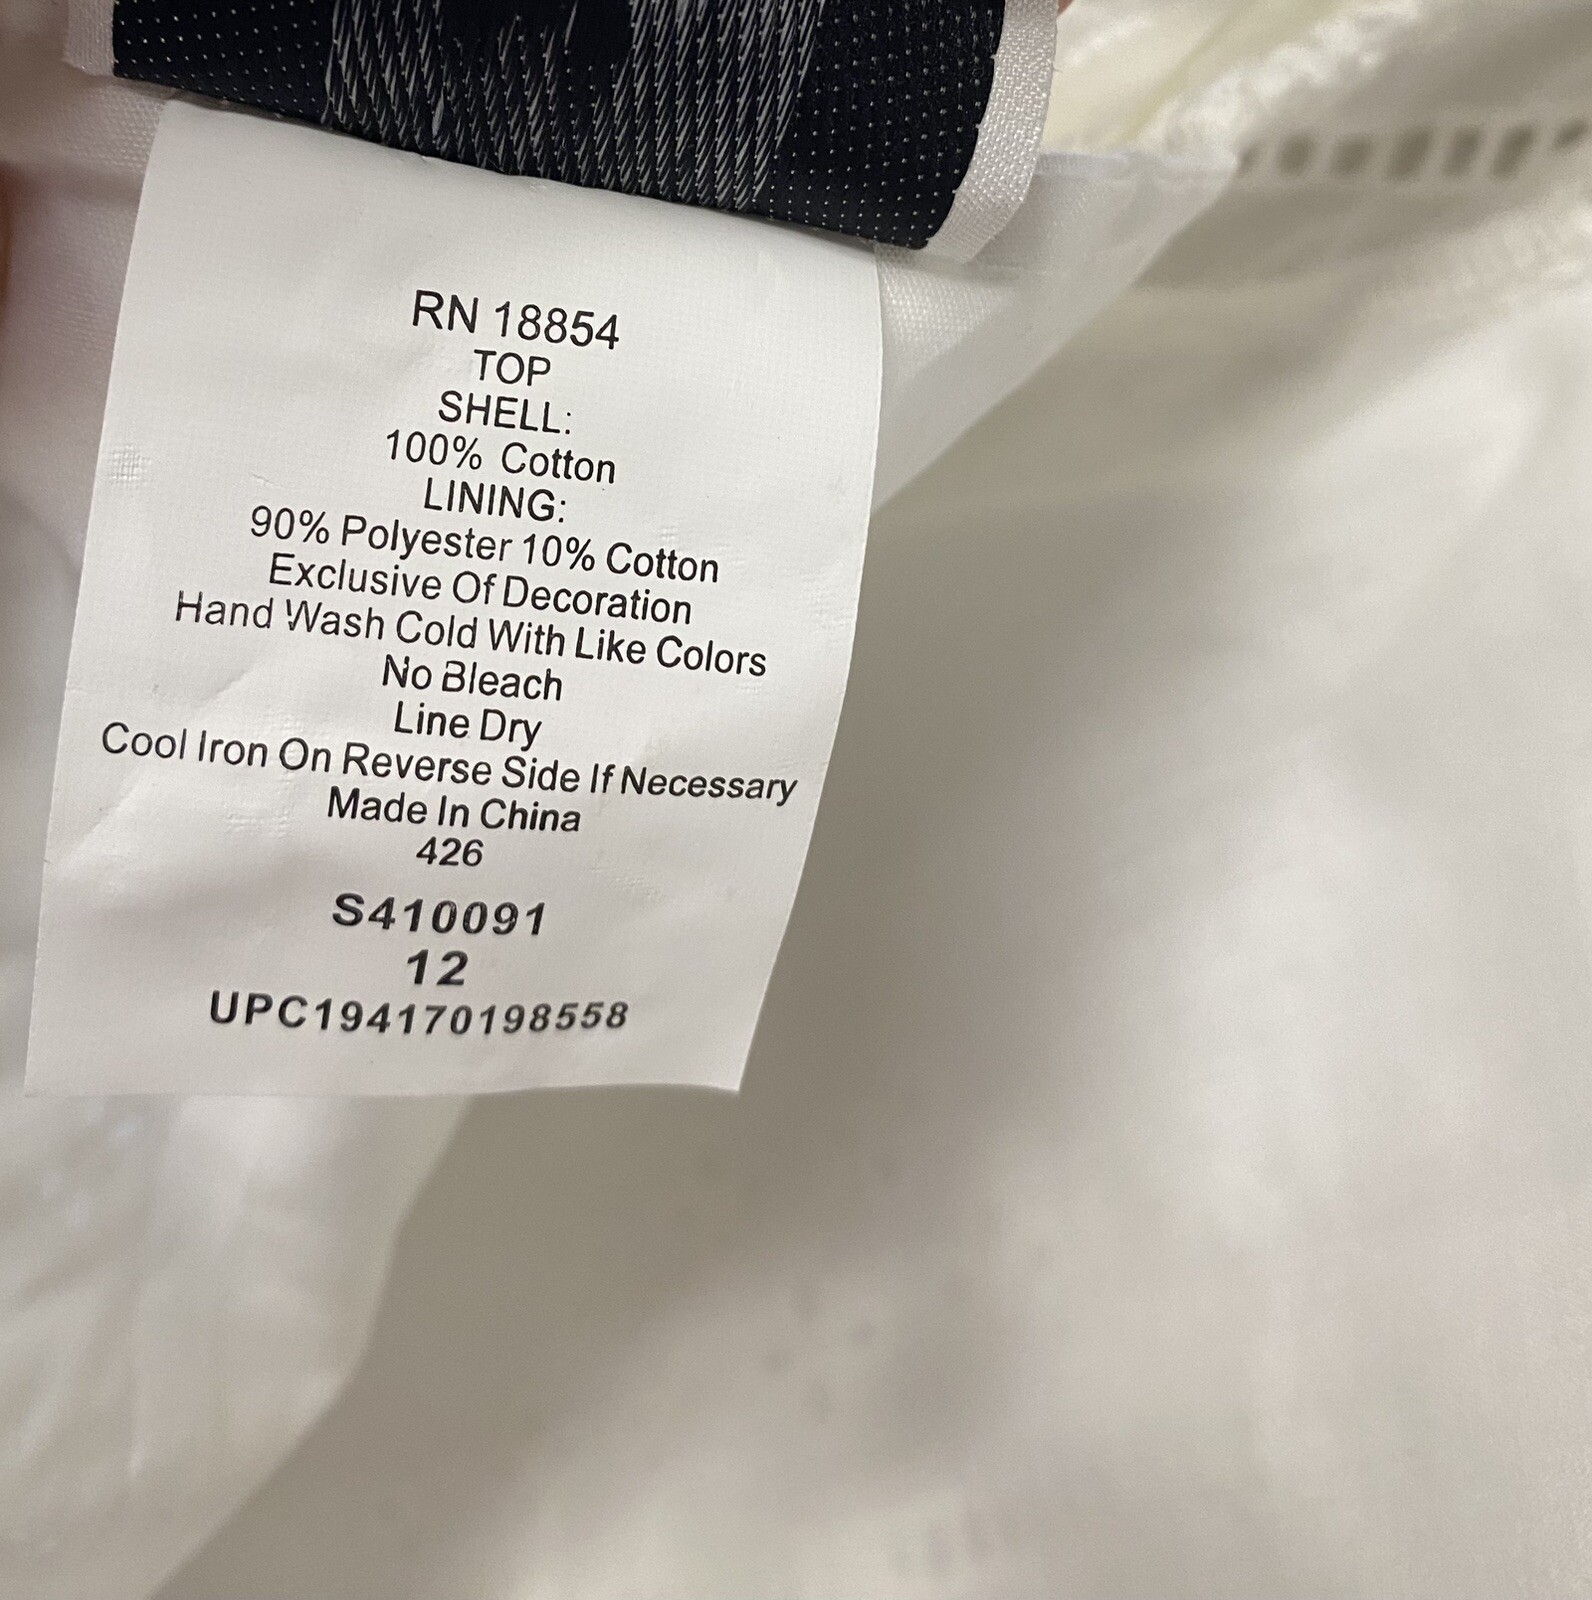 RN 18854
TOP
SHELL:
100% Cotton
LINING:
90% Polyester 10% Cotton
Exclusive Of Decoration
Hand Wash Cold With Like Colors
No Bleach
Line Dry
Cool Iron On Reverse Side If Necessary
Made In China
426
S410091
12
UPC194170198558